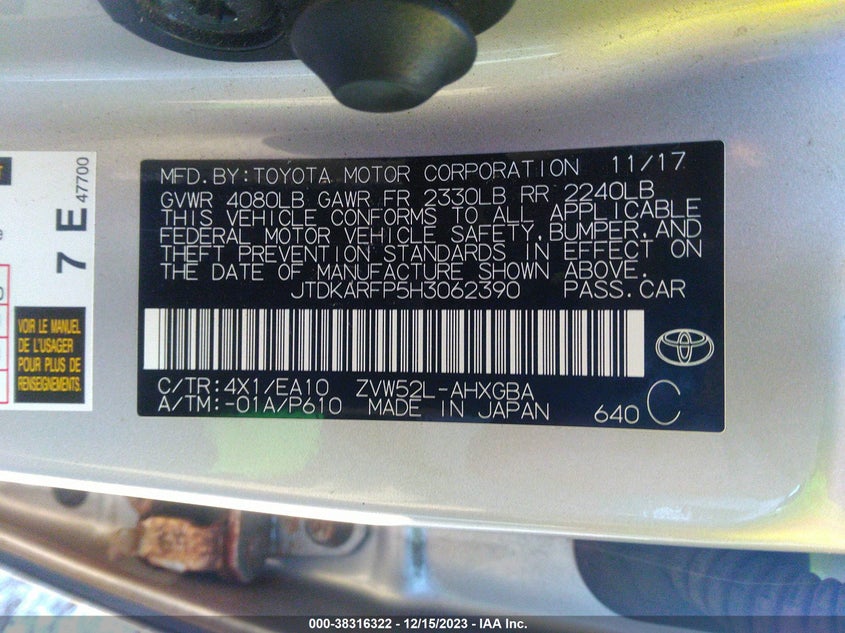 MFD.BY:TOYOTA MOTOR CORPORATION 11/17
GVWR 4080LB GAWR FR 2330LB RR 2240LB
THIS VEHICLE CONFORMS TO ALL APPLICABLE
FEDERAL MOTOR VEHICLE SAFETY,BUMPER,AND
THEFT PREVENTION STANDARDS IN EFFECT ON
THE DATE OF MANUFACTURE SHOWN ABOVE.
JTDKARFP5H3062390 PASS.CAR
C/TR:4X1/EA10 ZVW52L-AHXGBA
A/TM:-01A/P610 MADE IN JAPAN 640 C
7 E 47700
VOIR LE MANUEL
DE L'USAGER
POUR PLUS DE
RENSEIGNEMENTS.
000-38316322 - 12/15/2023 - IAA Inc.